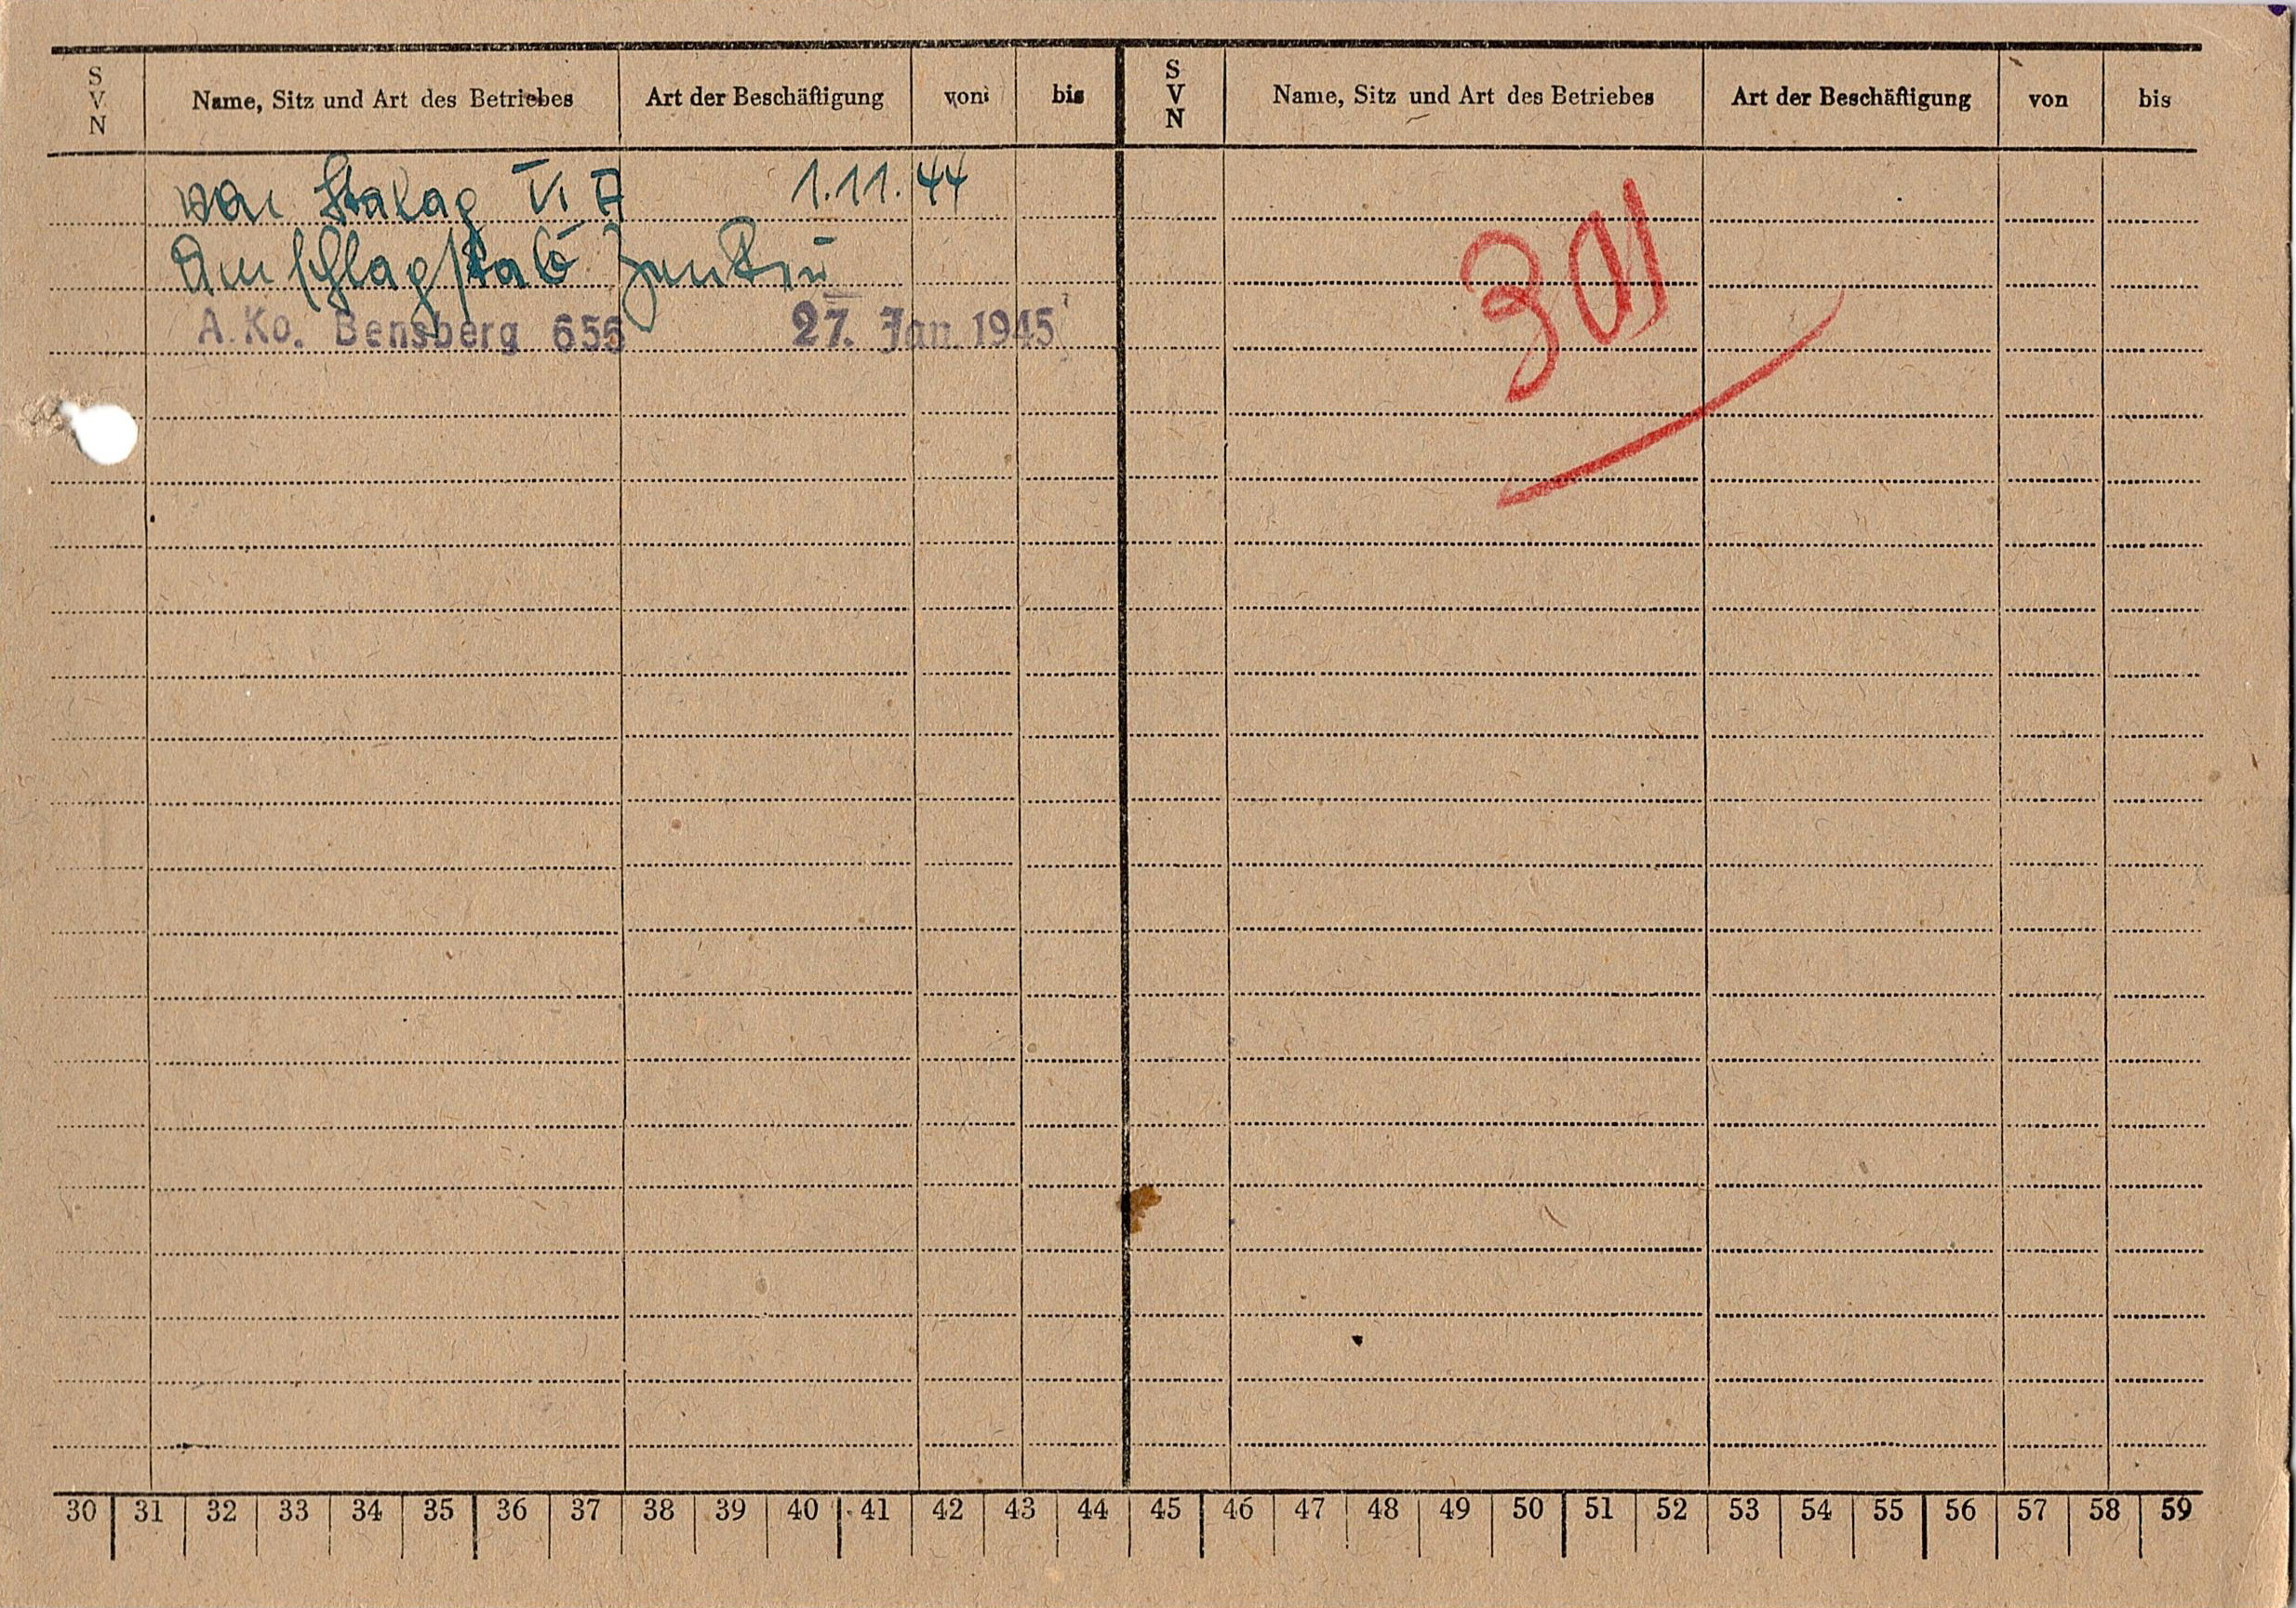 S V N Name, Sitz und Art des Betriebes Art der Beschäftigung von bis S V N Name, Sitz und Art des Betriebes Art der Beschäftigung von bis
Stalag VI A 1.11.44
A. Ko. Bensberg 656 27. Jan. 1945
301
30 31 32 33 34 35 36 37 38 39 40 41 42 43 44 45 46 47 48 49 50 51 52 53 54 55 56 57 58 59